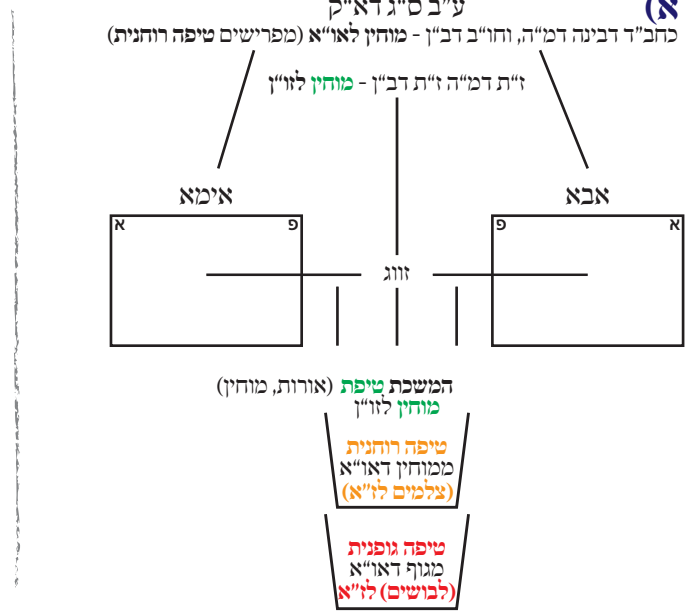 א)
ע״ב ס״ג דא״ק
כחב״ד דבינה דמ״ה, וחו״ב דב״ן - מוחין לאו״א (מפרישים טיפה רוחנית)
ז״ת דמ״ה ז״ת דב״ן - מוחין לזו״ן
אבא
אימא
א
פ
פ
א
זווג
המשכת טיפת (אורות, מוחין)
מוחין לזו״ן
טיפה רוחנית
ממוחין דאו״א
(צלמים לז״א)
טיפה גופנית
מגוף דאו״א
(לבושים) לז״א